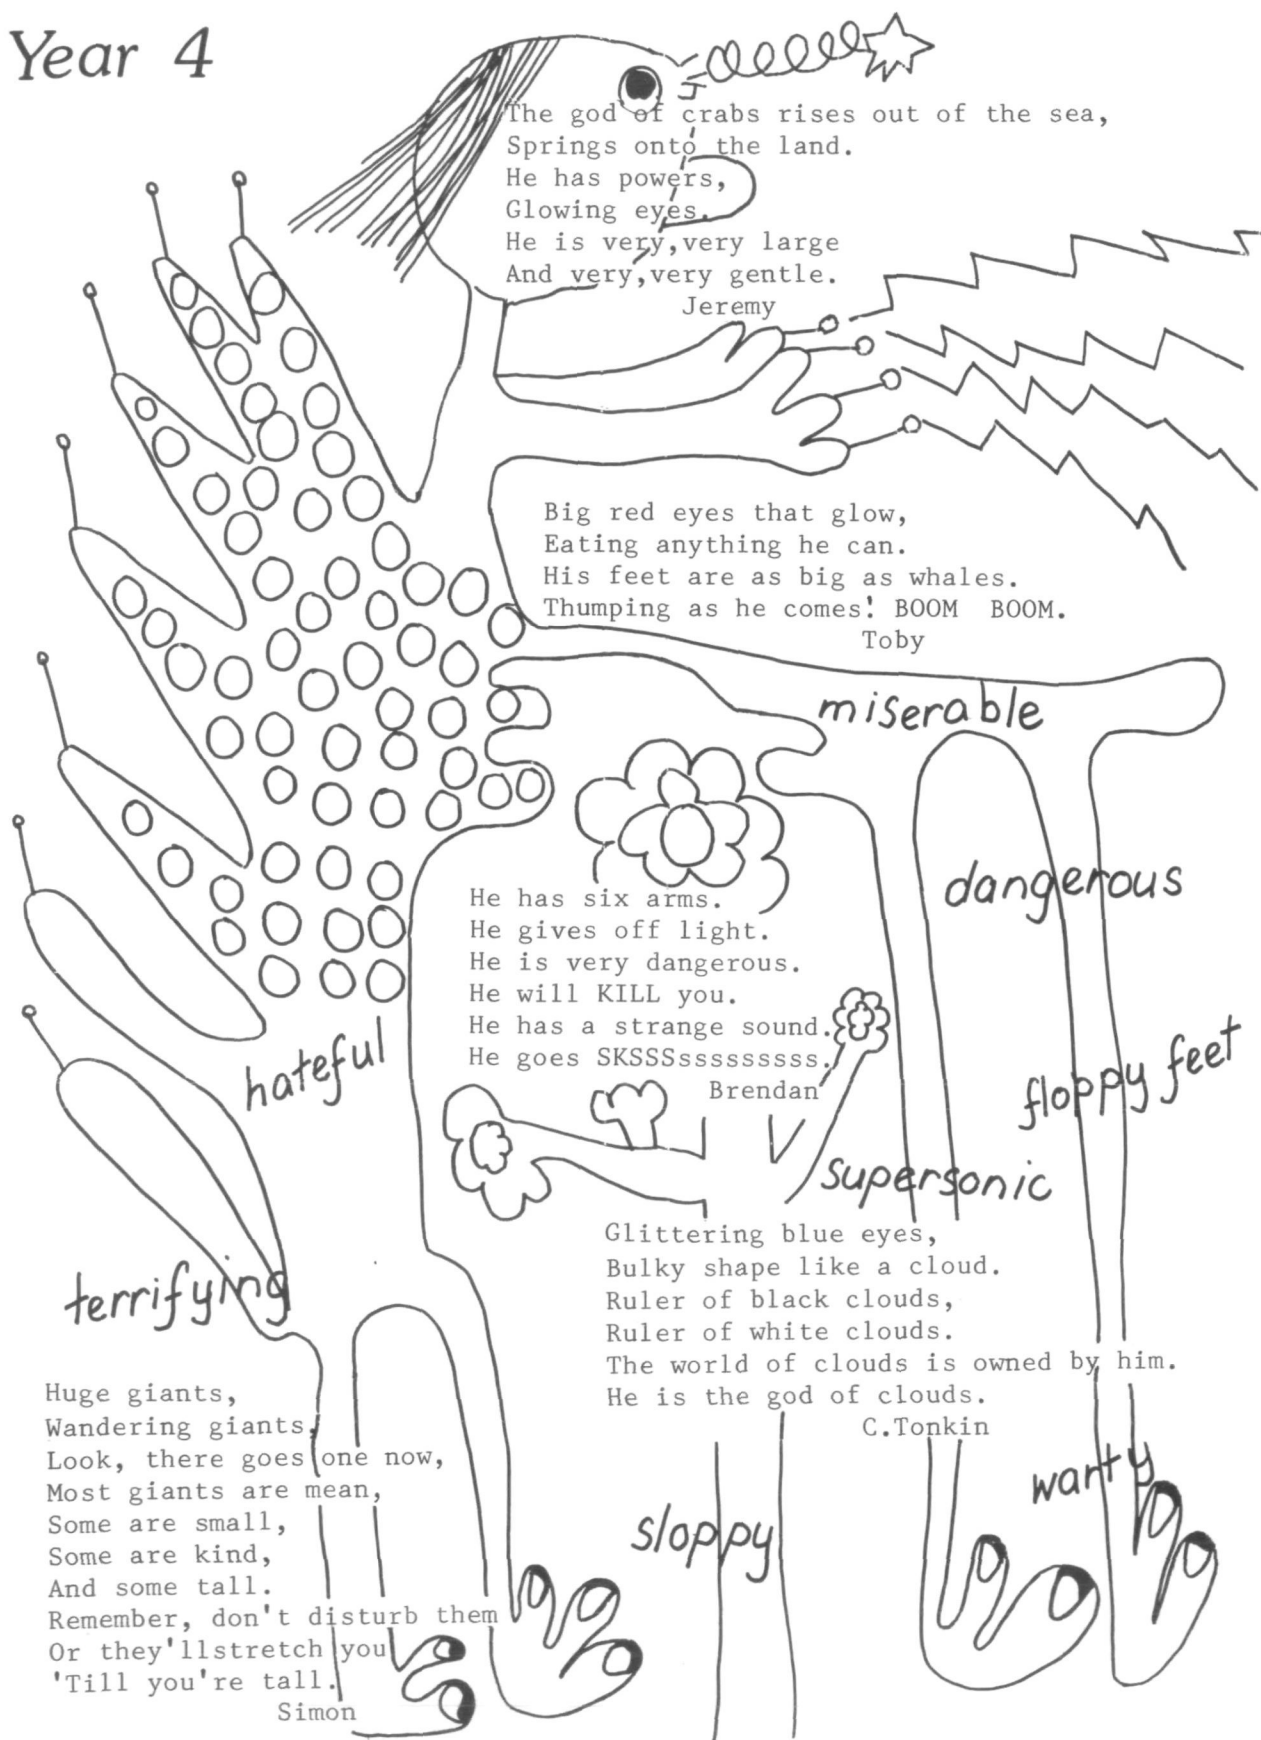 Year 4
The god of crabs rises out of the sea,
Springs onto the land.
He has powers,
Glowing eyes.
He is very,very large
And very,very gentle.
Jeremy
Big red eyes that glow,
Eating anything he can.
His feet are as big as whales.
Thumping as he comes! BOOM  BOOM.
Toby
miserable
dangerous
He has six arms.
He gives off light.
He is very dangerous.
He will KILL you.
He has a strange sound.
He goes SKSSSssssssssss.
Brendan
hateful
floppy feet
supersonic
terrifying
Glittering blue eyes,
Bulky shape like a cloud.
Ruler of black clouds,
Ruler of white clouds.
The world of clouds is owned by him.
He is the god of clouds.
C.Tonkin
Huge giants,
Wandering giants,
Look, there goes one now,
Most giants are mean,
Some are small,
Some are kind,
And some tall.
Remember, don't disturb them
Or they'llstretch you
'Till you're tall.
Simon
warty
sloppy